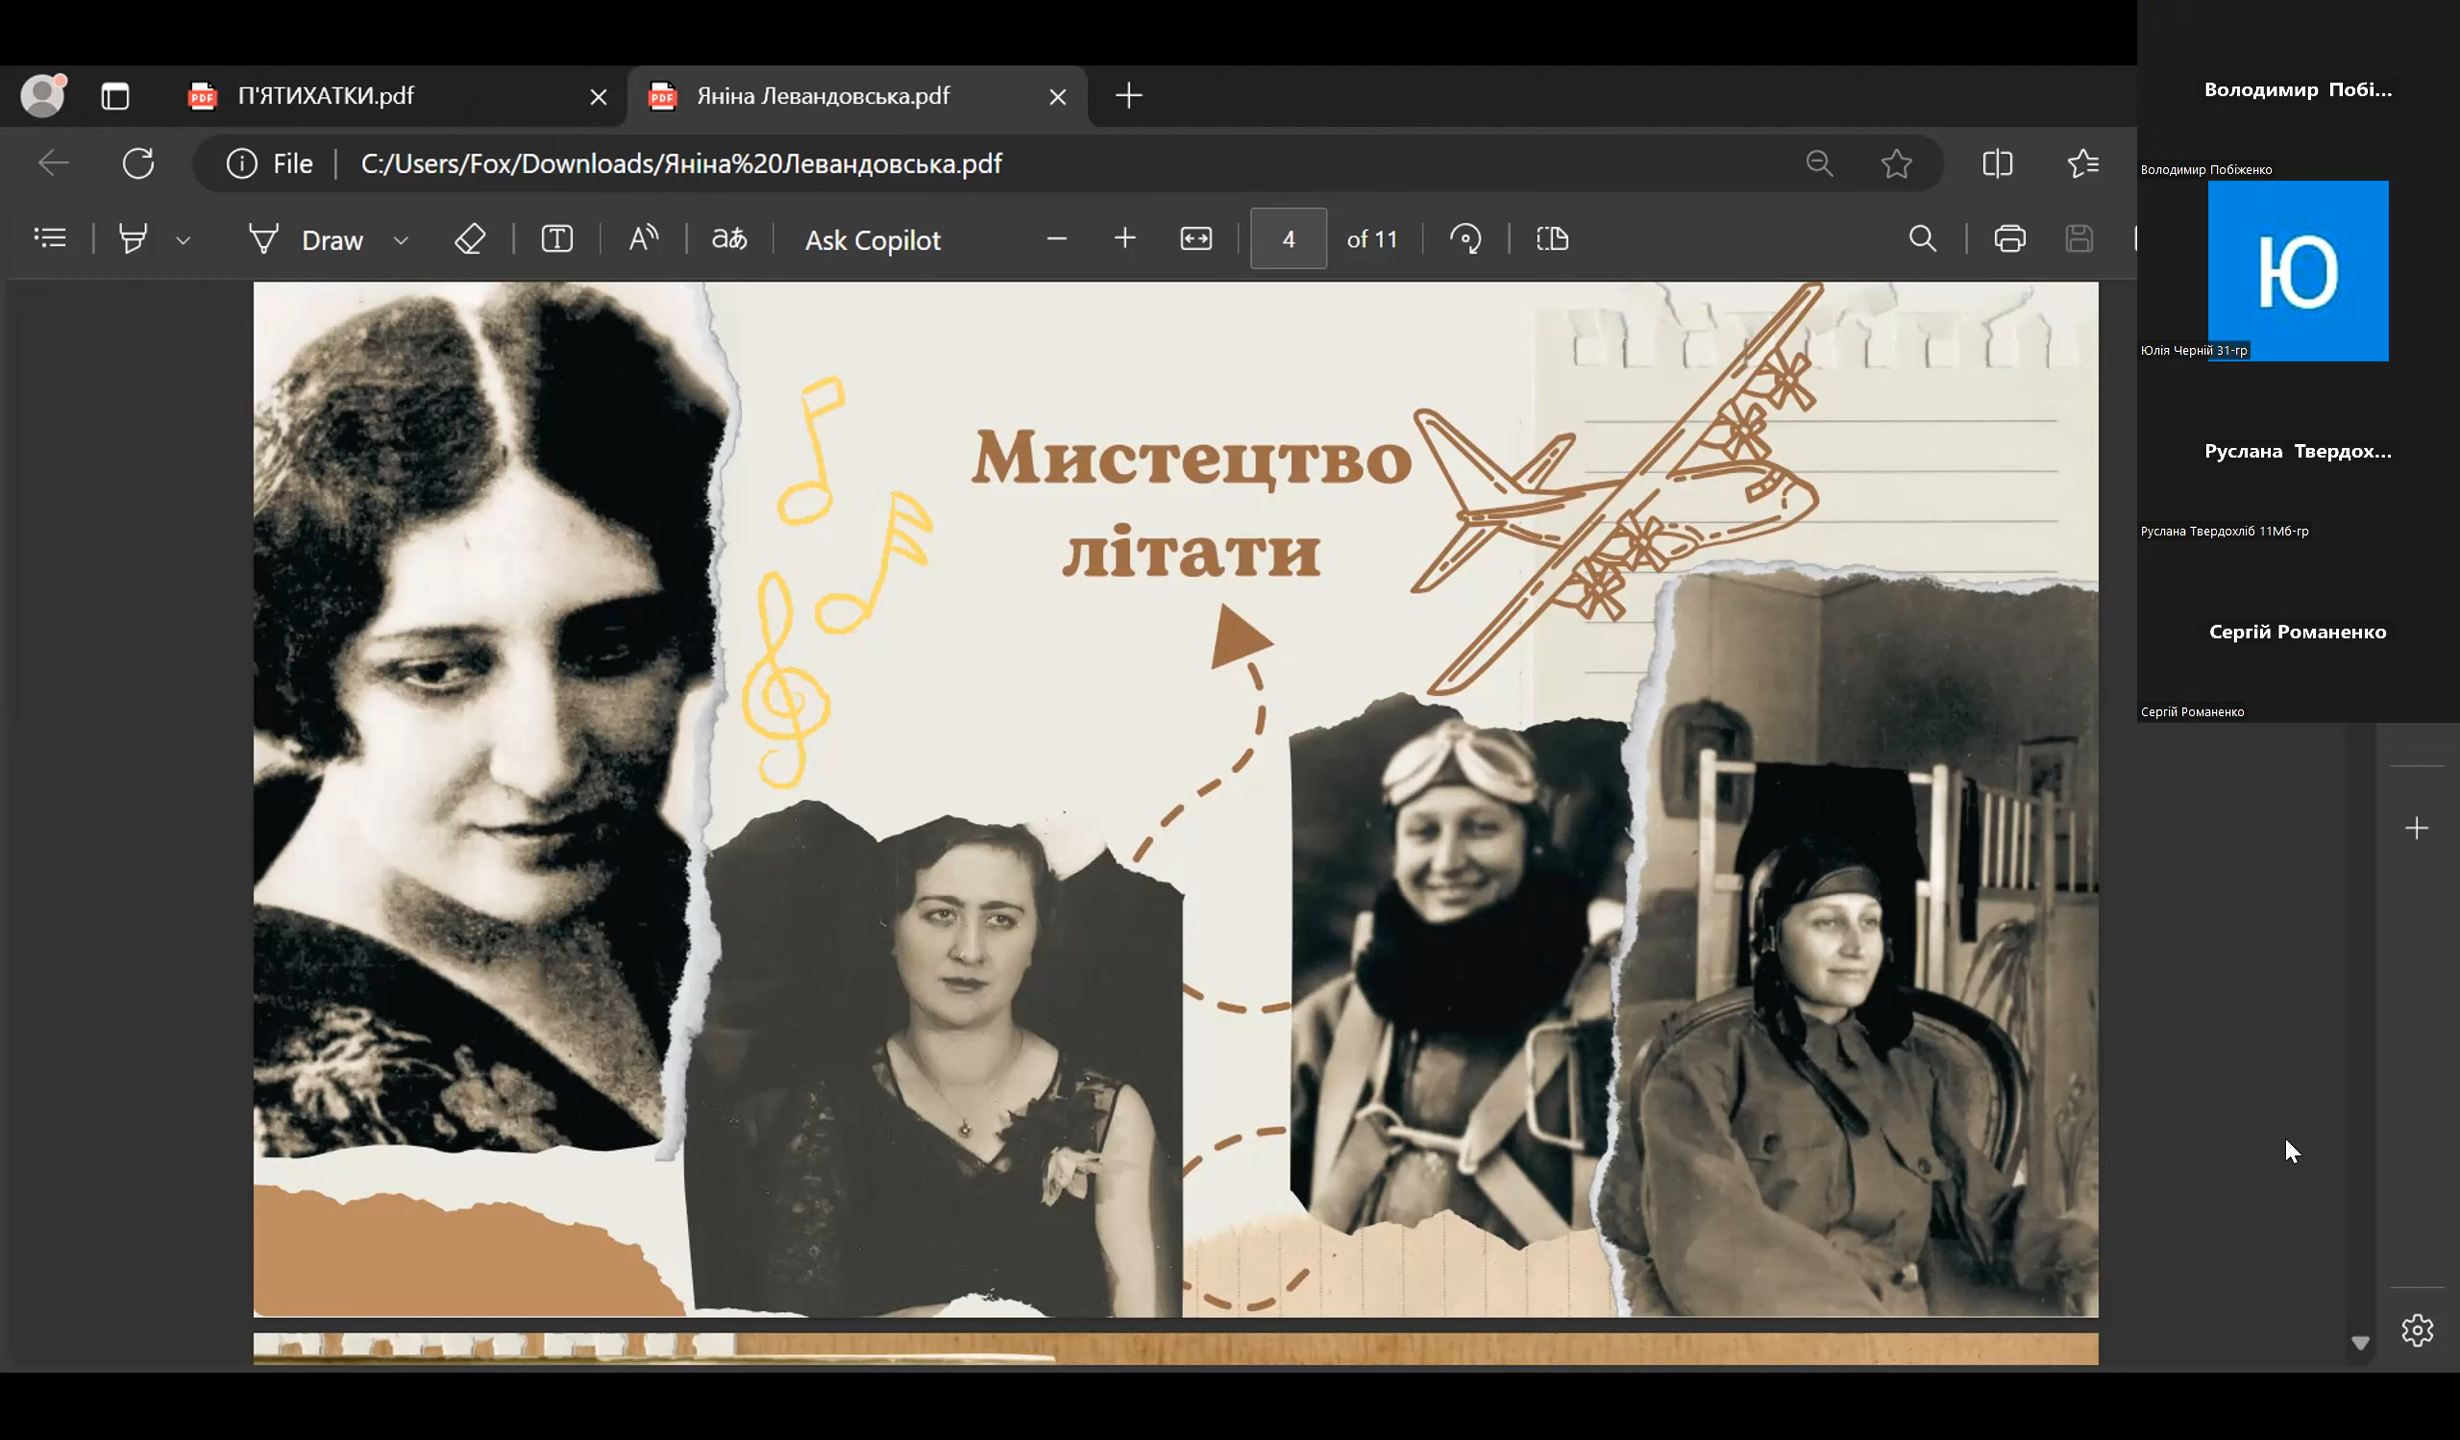 П'ЯТИХАТКИ.pdf
Яніна Левандовська.pdf
File
C:/Users/Fox/Downloads/Яніна%20Левандовська.pdf
Draw
Ask Copilot
4
of 11
Мистецтво
літати
Володимир Побі...
Володимир Побіженко
Ю
Юлія Черній 31-гр
Руслана Твердох...
Руслана Твердохліб 11Мб-гр
Сергій Романенко
Сергій Романенко